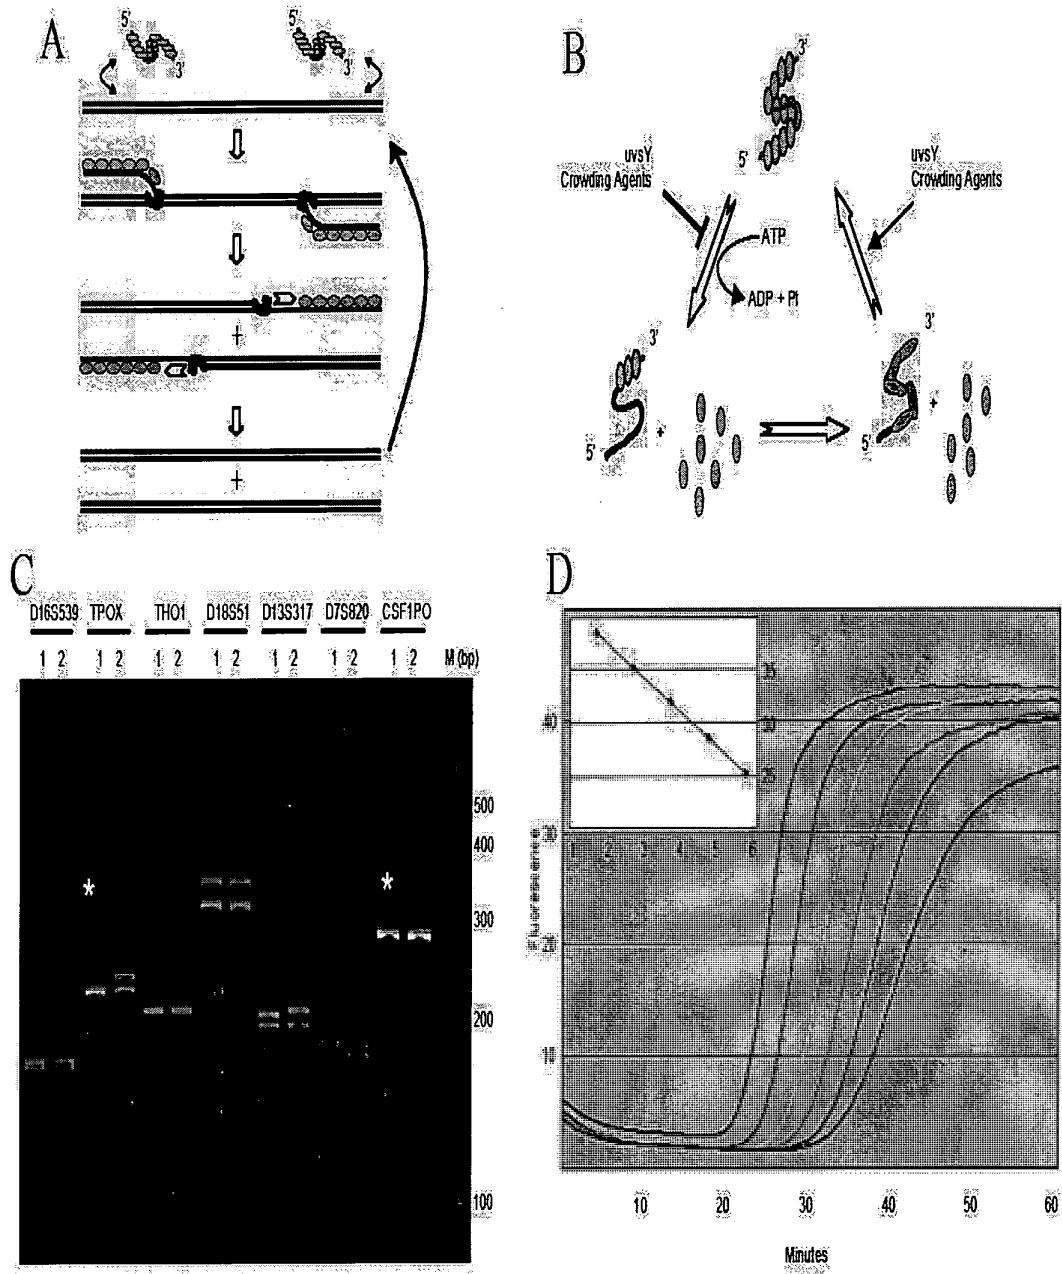 A
5'
3'
5'
3'
+
+
B
3'
5'
uvsY
Crowding Agents
uvsY
Crowding Agents
ATP
ADP + Pi
3'
5'
+
3'
5'
+
C
D16S539 TPOX THO1 D18S51 D13S317 D7S820 CSF1PO
1 2 1 2 1 2 1 2 1 2 1 2 1 2 M (bp)
500
400
*
*
300
200
100
D
35
40
30
25
1 2 3 4 5 6
30
Fluorescence
20
10
10 20 30 40 50 60
Minutes